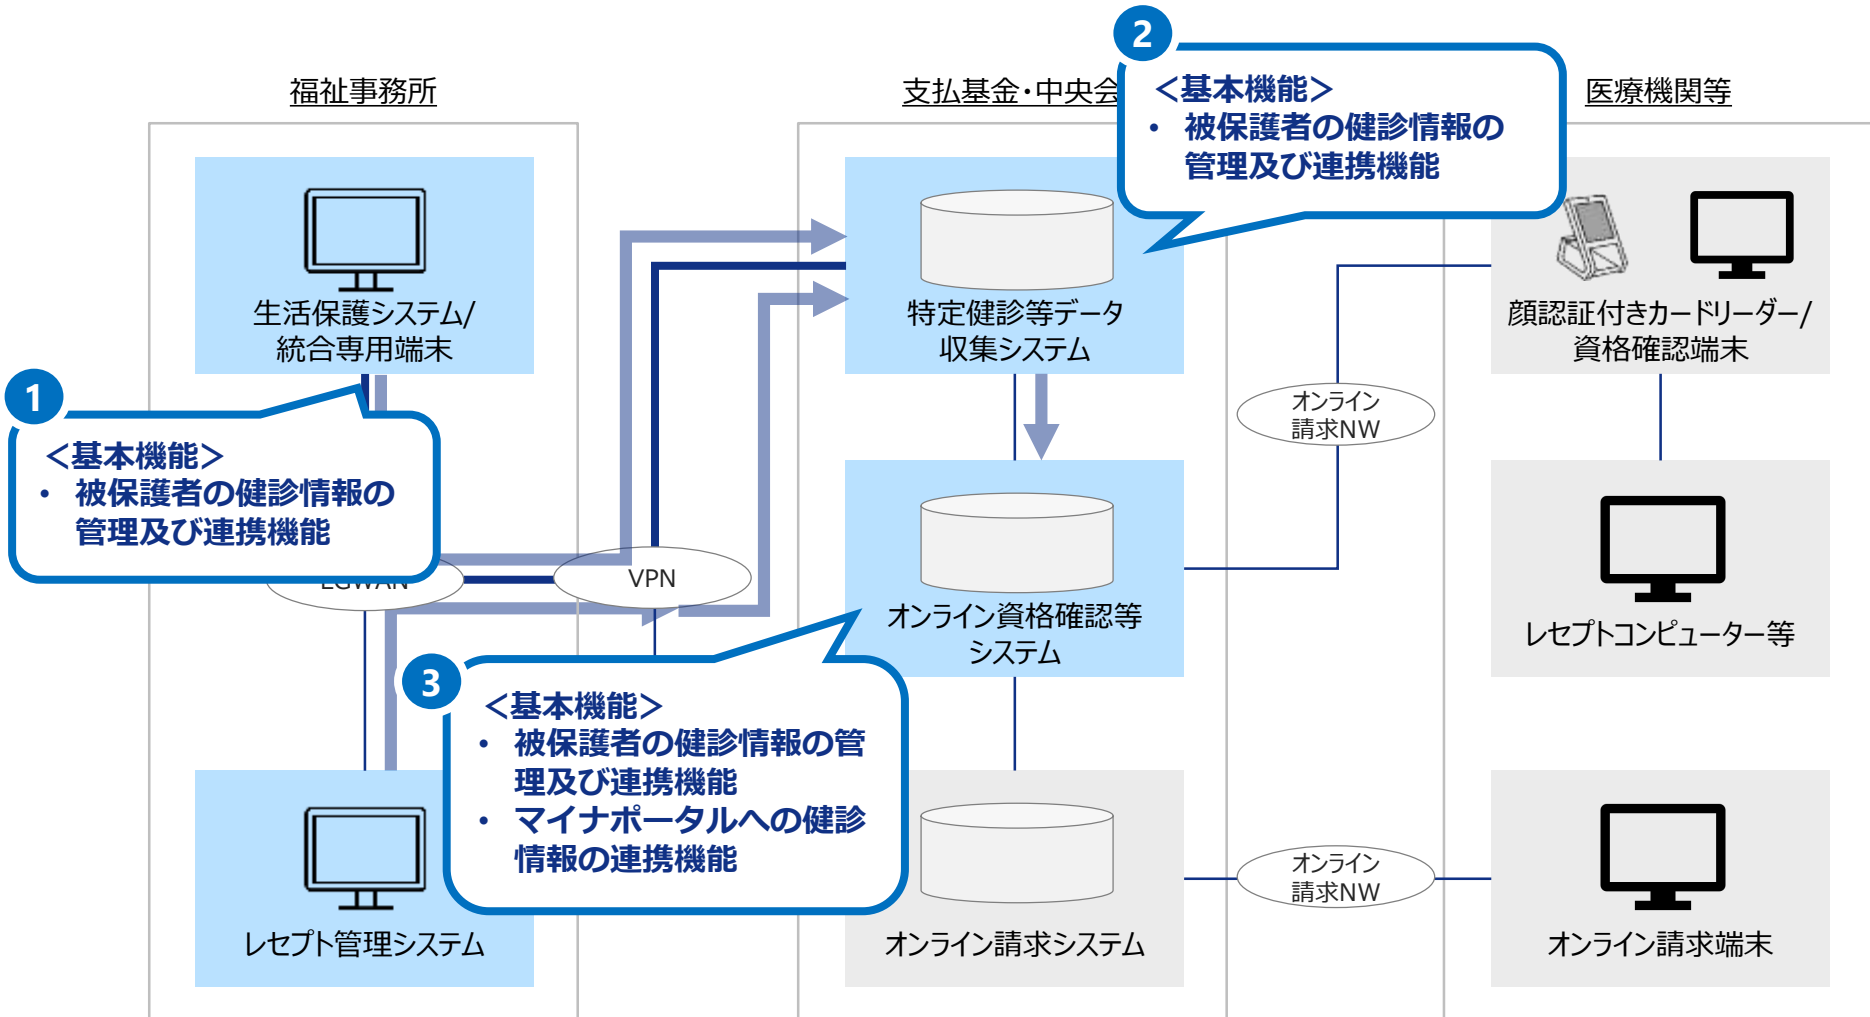 福祉事務所
支払基金・中央会
医療機関等
2
<基本機能>
・ 被保護者の健診情報の
管理及び連携機能
生活保護システム/
統合専用端末
特定健診等データ
収集システム
顔認証付きカードリーダー/
資格確認端末
1
<基本機能>
・ 被保護者の健診情報の
管理及び連携機能
オンライン
請求NW
LGWAN
VPN
オンライン資格確認等
システム
レセプトコンピューター等
3
<基本機能>
・ 被保護者の健診情報の管
理及び連携機能
・ マイナポータルへの健診
情報の連携機能
オンライン
請求NW
レセプト管理システム
オンライン請求システム
オンライン請求端末